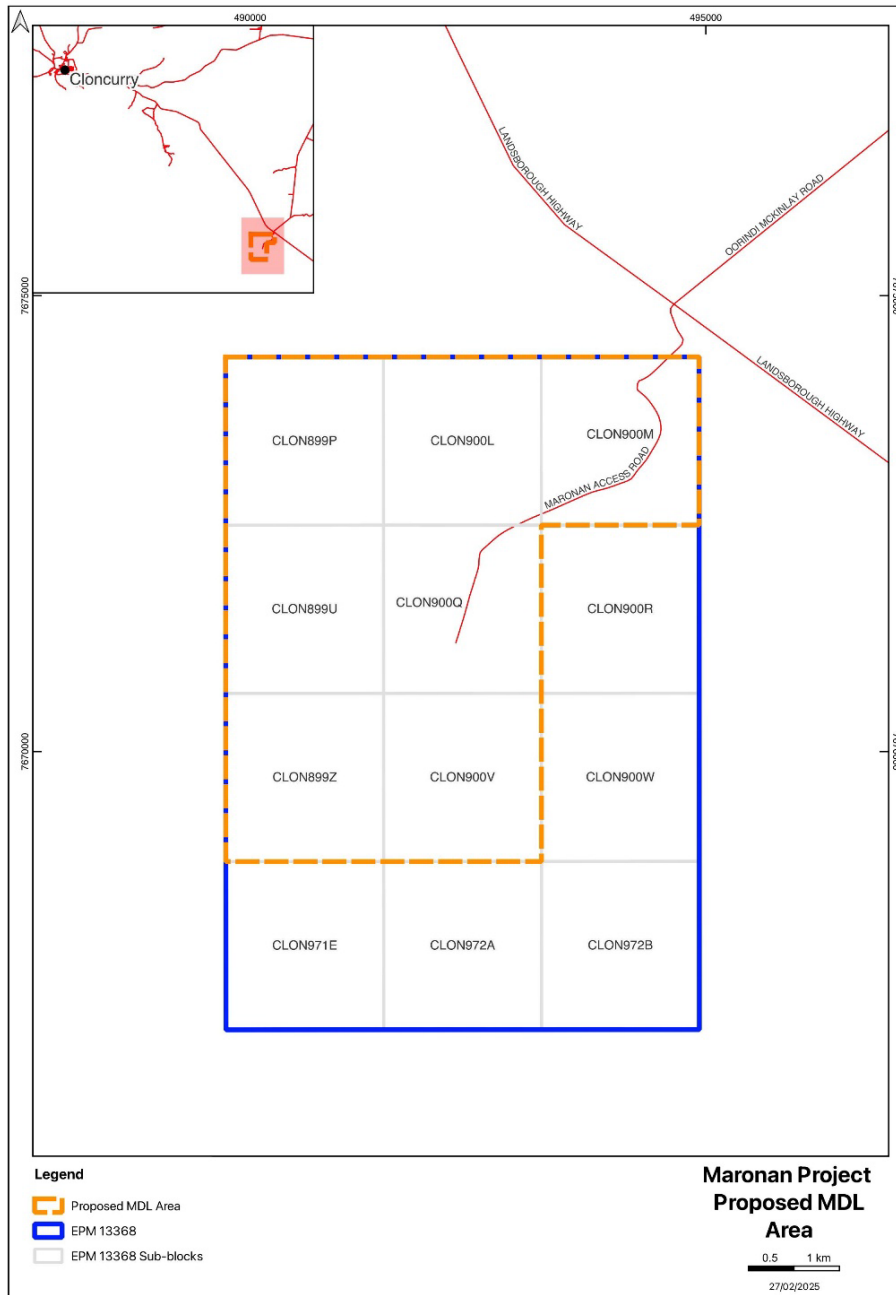 490000
495000
Cloncurry
LANDSBOROUGH HIGHWAY
OORINDI MCKINLAY ROAD
7675000
LANDSBOROUGH HIGHWAY
CLON899P
CLON900L
CLON900M
MARONAN ACCESS ROAD
CLON899U
CLON900Q
CLON900R
7670000
CLON899Z
CLON900V
CLON900W
CLON971E
CLON972A
CLON972B
Legend
Proposed MDL Area
EPM 13368
EPM 13368 Sub-blocks
Maronan Project
Proposed MDL
Area
0.5 1 km
27/02/2025